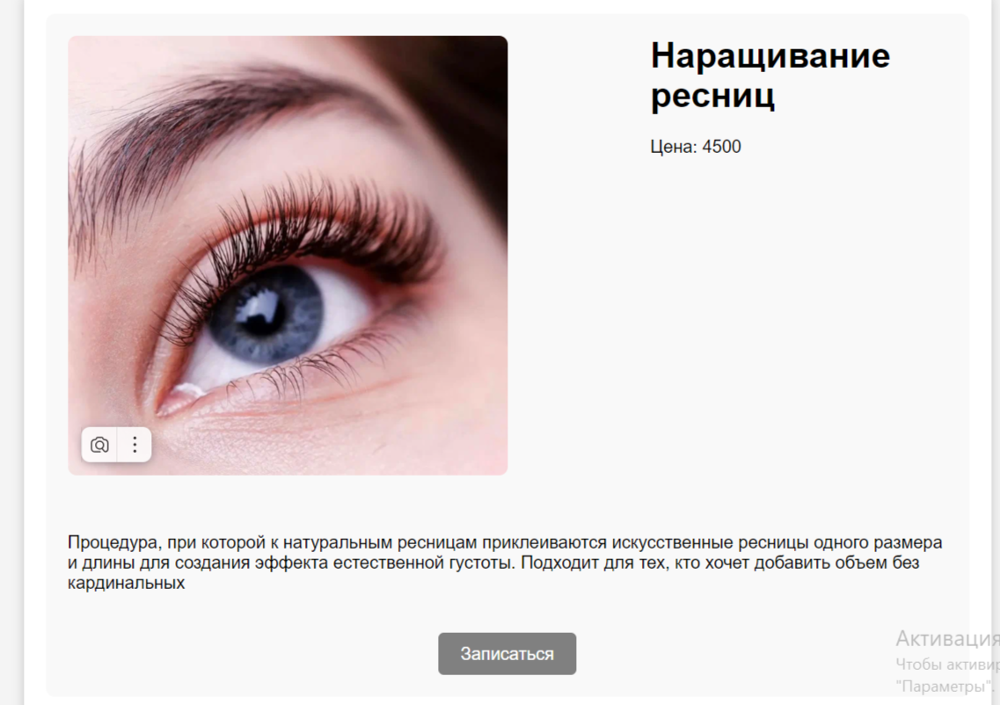 Наращивание
ресниц
Цена: 4500
Процедура, при которой к натуральным ресницам приклеиваются искусственные ресницы одного размера
и длины для создания эффекта естественной густоты. Подходит для тех, кто хочет добавить объем без
кардинальных
Записаться
Активация
Чтобы активир
"Параметры".